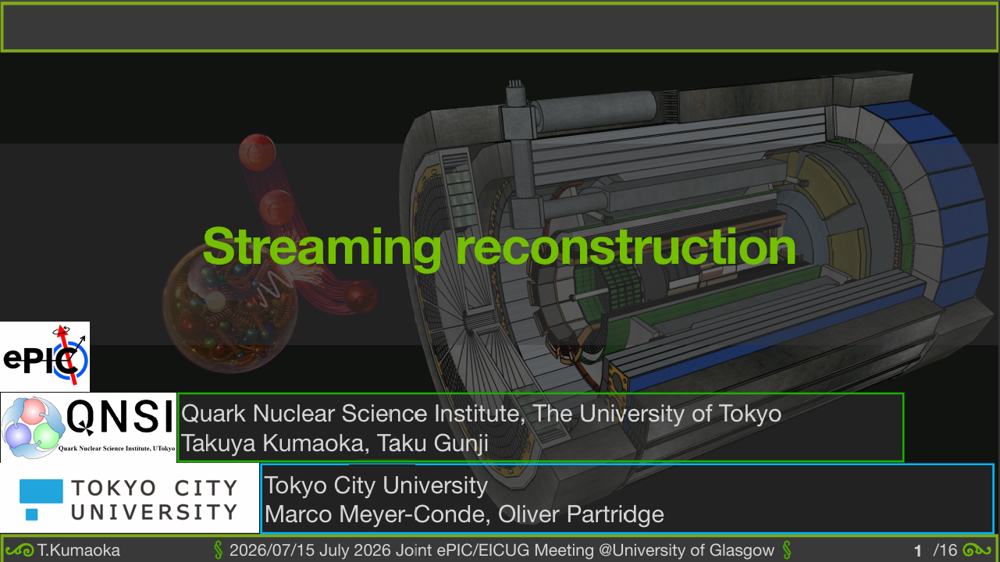 Streaming reconstruction
ePIC
QNSI
Quark Nuclear Science Institute, UTokyo
Quark Nuclear Science Institute, The University of Tokyo
Takuya Kumaoka, Taku Gunji
TOKYO CITY
UNIVERSITY
Tokyo City University
Marco Meyer-Conde, Oliver Partridge
T.Kumaoka § 2026/07/15 July 2026 Joint ePIC/EICUG Meeting @University of Glasgow § 1 /16